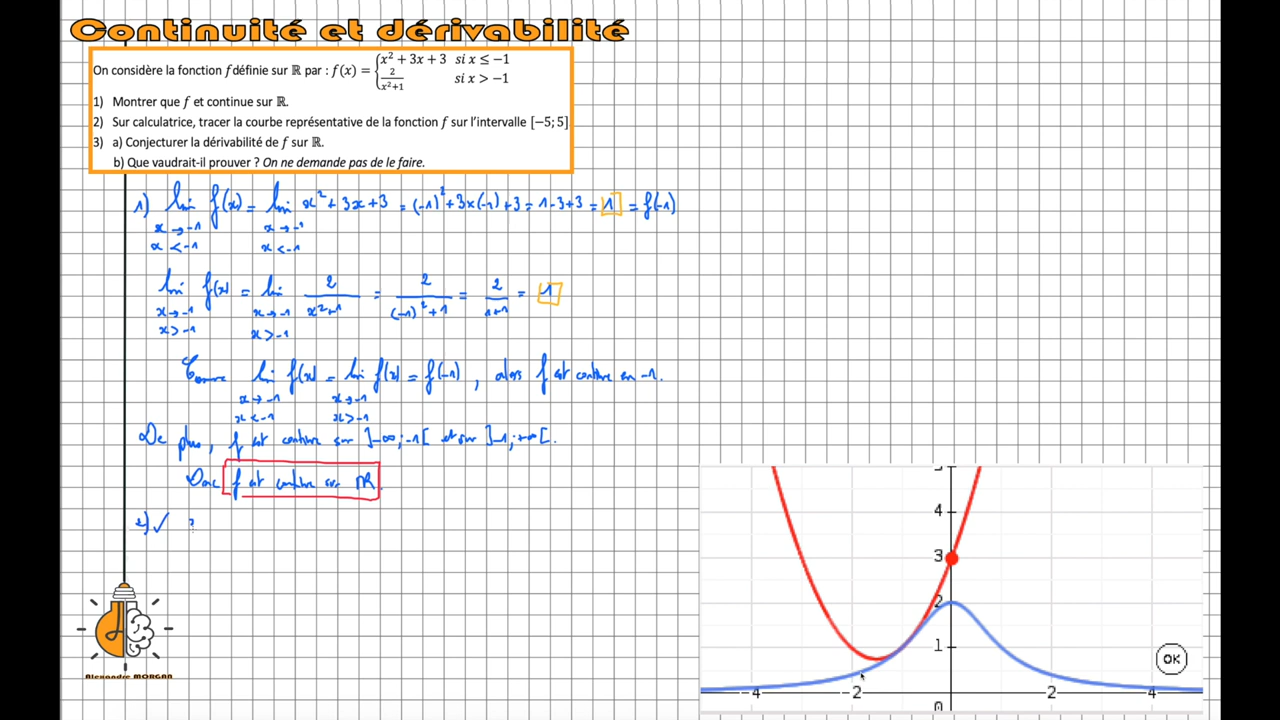 Continuité et dérivabilité
On considère la fonction f définie sur ℝ par : f(x) = { x² + 3x + 3 si x ≤ −1
2/(x²+1) si x > −1
1) Montrer que f et continue sur ℝ.
2) Sur calculatrice, tracer la courbe représentative de la fonction f sur l'intervalle [−5; 5]
3) a) Conjecturer la dérivabilité de f sur ℝ.
b) Que vaudrait-il prouver ? On ne demande pas de le faire.
1) lim f(x) = lim x² + 3x + 3 = (-1)² + 3×(-1) + 3 = 1 - 3 + 3 = 1 = f(-1)
x → -1 x → -1
x < -1 x < -1
lim f(x) = lim 2/(x²+1) = 2/((-1)²+1) = 2/(1+1) = 1
x → -1 x → -1
x > -1 x > -1
Comme lim f(x) = lim f(x) = f(-1), alors f est continue en -1.
x → -1 x → -1
x < -1 x > -1
De plus, f est continue sur ]-∞; -1[ et sur ]-1; +∞[.
Donc f est continue sur ℝ.
2) ✓
5
4
3
2
1
OK
-4 -2 2 4
0
Alexandre MORGAN